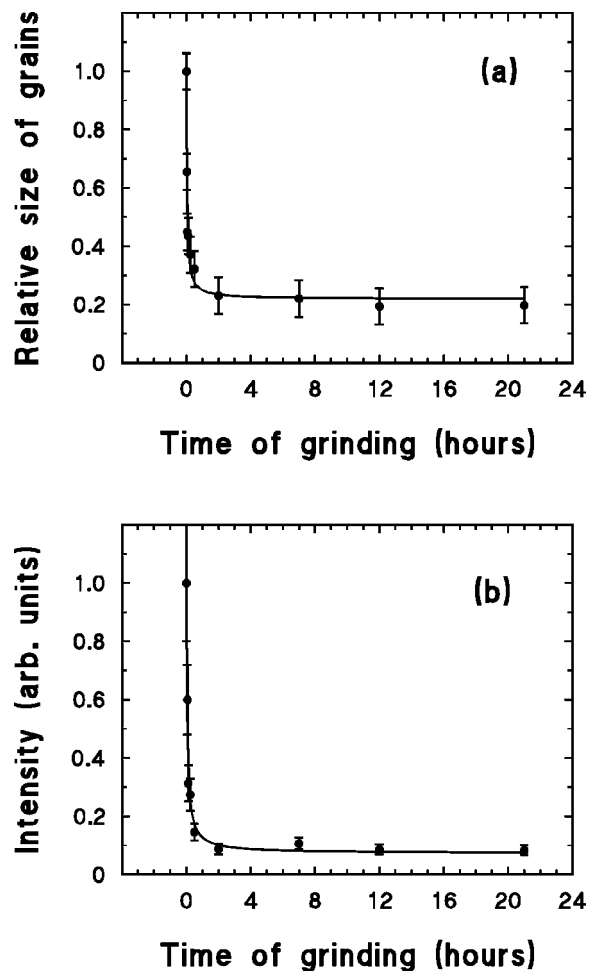 Relative size of grains
(a)
1.0
0.8
0.6
0.4
0.2
0
0 4 8 12 16 20 24
Time of grinding (hours)
Intensity (arb. units)
(b)
1.0
0.8
0.6
0.4
0.2
0
0 4 8 12 16 20 24
Time of grinding (hours)